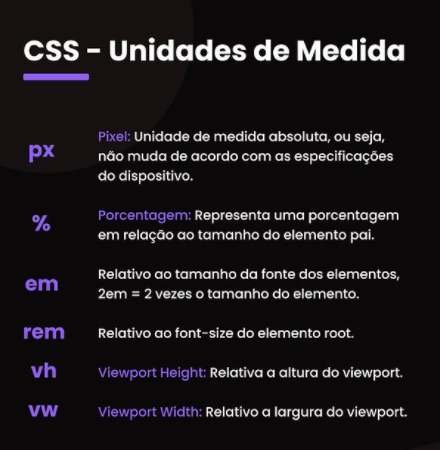 CSS - Unidades de Medida
px
Pixel: Unidade de medida absoluta, ou seja,
não muda de acordo com as especificações
do dispositivo.
%
Porcentagem: Representa uma porcentagem
em relação ao tamanho do elemento pai.
em
Relativo ao tamanho da fonte dos elementos,
2em = 2 vezes o tamanho do elemento.
rem
Relativo ao font-size do elemento root.
vh
Viewport Height: Relativa a altura do viewport.
vw
Viewport Width: Relativo a largura do viewport.